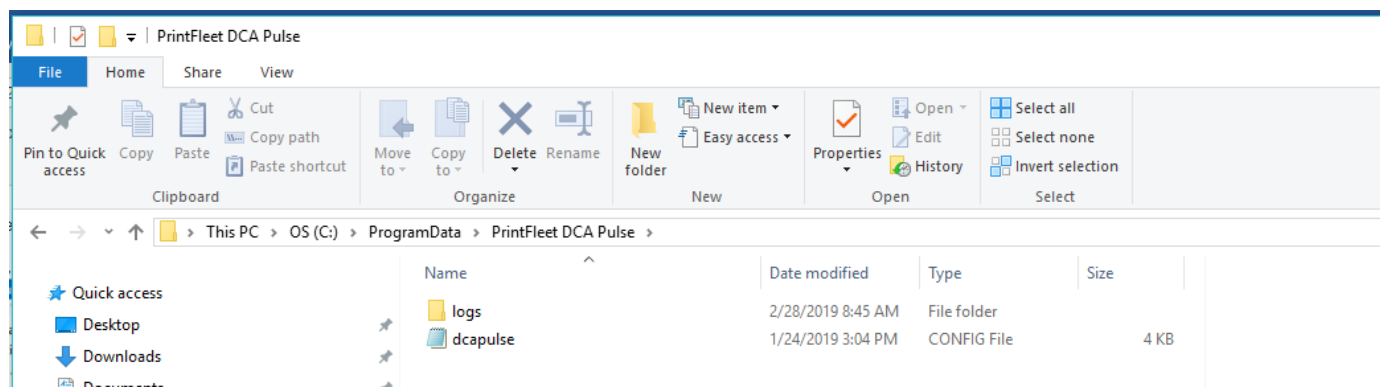 PrintFleet DCA Pulse
File Home Share View
Pin to Quick access
Copy
Paste
Cut
Copy path
Paste shortcut
Clipboard
Move to
Copy to
Delete
Rename
Organize
New folder
New item
Easy access
New
Properties
Open
Edit
History
Open
Select all
Select none
Invert selection
Select
This PC > OS (C:) > ProgramData > PrintFleet DCA Pulse >
Quick access
Desktop
Downloads
Documents
Name Date modified Type Size
logs 2/28/2019 8:45 AM File folder
dcapulse 1/24/2019 3:04 PM CONFIG File 4 KB